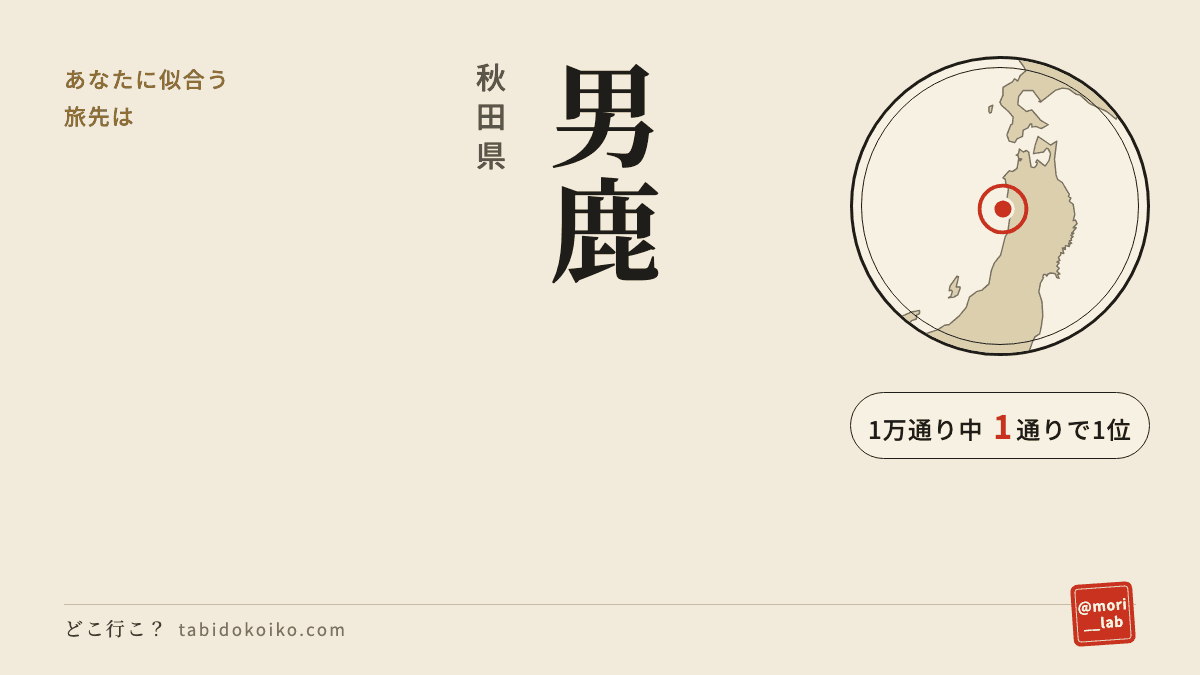 あなたに似合う
旅先は
男鹿
秋田県
1万通り中 1通りで1位
どこ行こ？ tabidokoiko.com
@mori
__lab